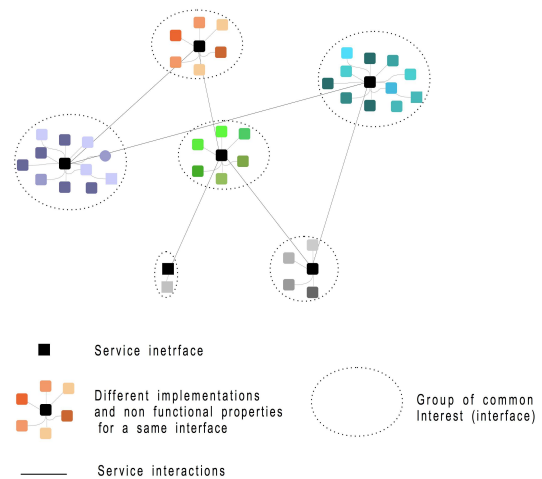 Service inetrface
Different implementations
and non functional properties
for a same interface
Group of common
Interest (interface)
Service interactions